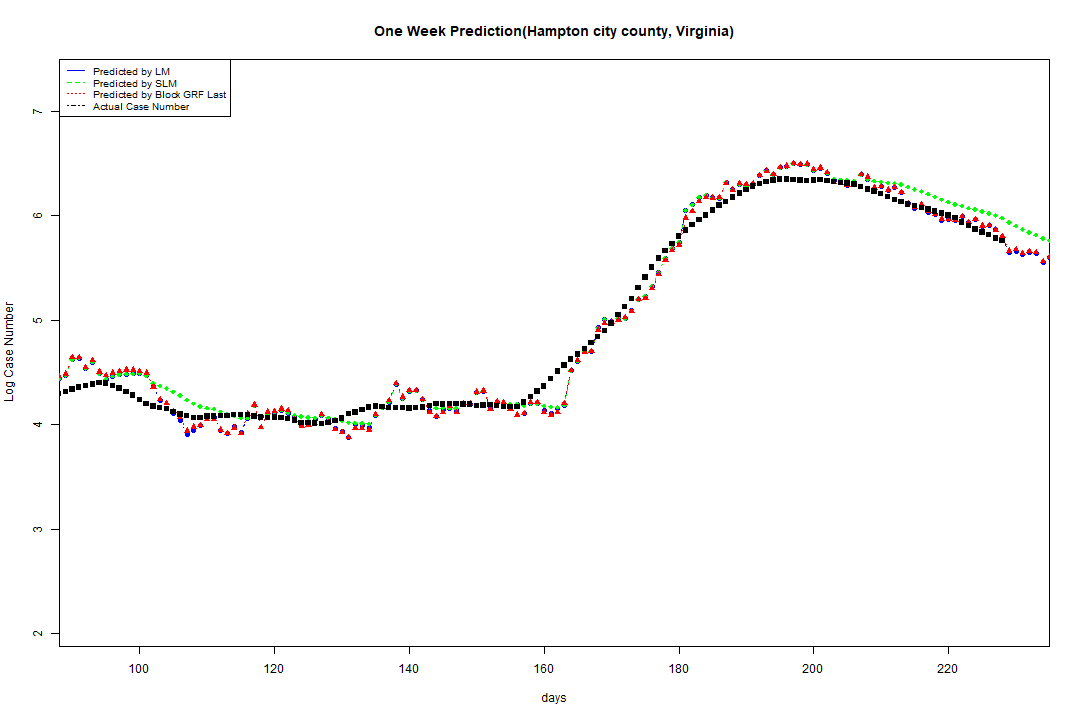 One Week Prediction(Hampton city county, Virginia)
Predicted by LM
Predicted by SLM
Predicted by Block GRF Last
Actual Case Number
7
6
5
4
3
2
Log Case Number
100 120 140 160 180 200 220
days